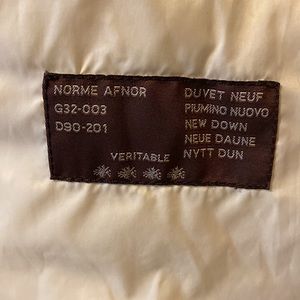 NORME AFNOR
G32-003
D90-201
VERITABLE
DUVET NEUF
PIUMINO NUOVO
NEW DOWN
NEUE DAUNE
NYTT DUN